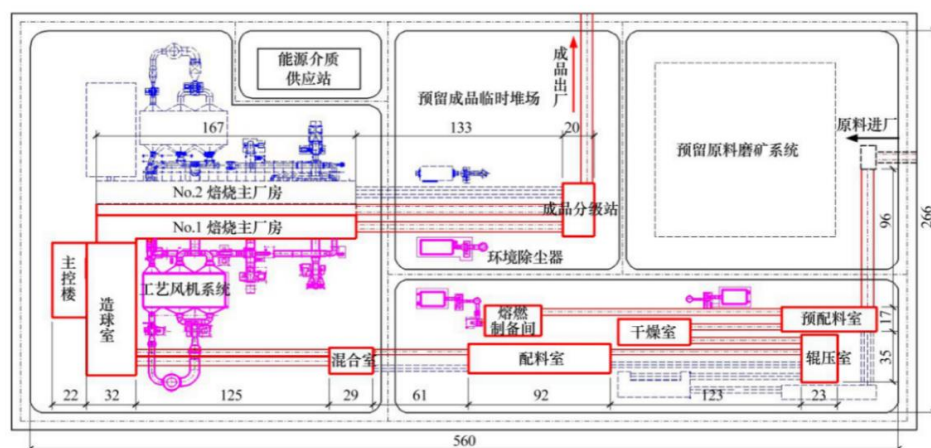 能源介质
供应站
成品出厂
预留成品临时堆场
原料进厂
预留原料磨矿系统
167
133
20
No.2 焙烧主厂房
成品分级站
No.1 焙烧主厂房
96
266
环境除尘器
主控楼
造球室
工艺风机系统
熔燃
制备间
预配料室
17
干燥室
混合室
配料室
辊压室
35
22
32
125
29
61
92
123
23
560